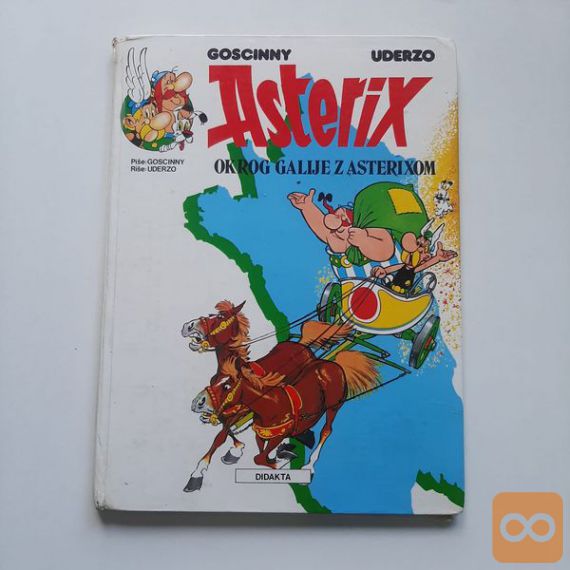 GOSCINNY UDERZO
Asterix
OKROG GALIJE Z ASTERIXOM
Piše: GOSCINNY
Riše: UDERZO
DIDAKTA